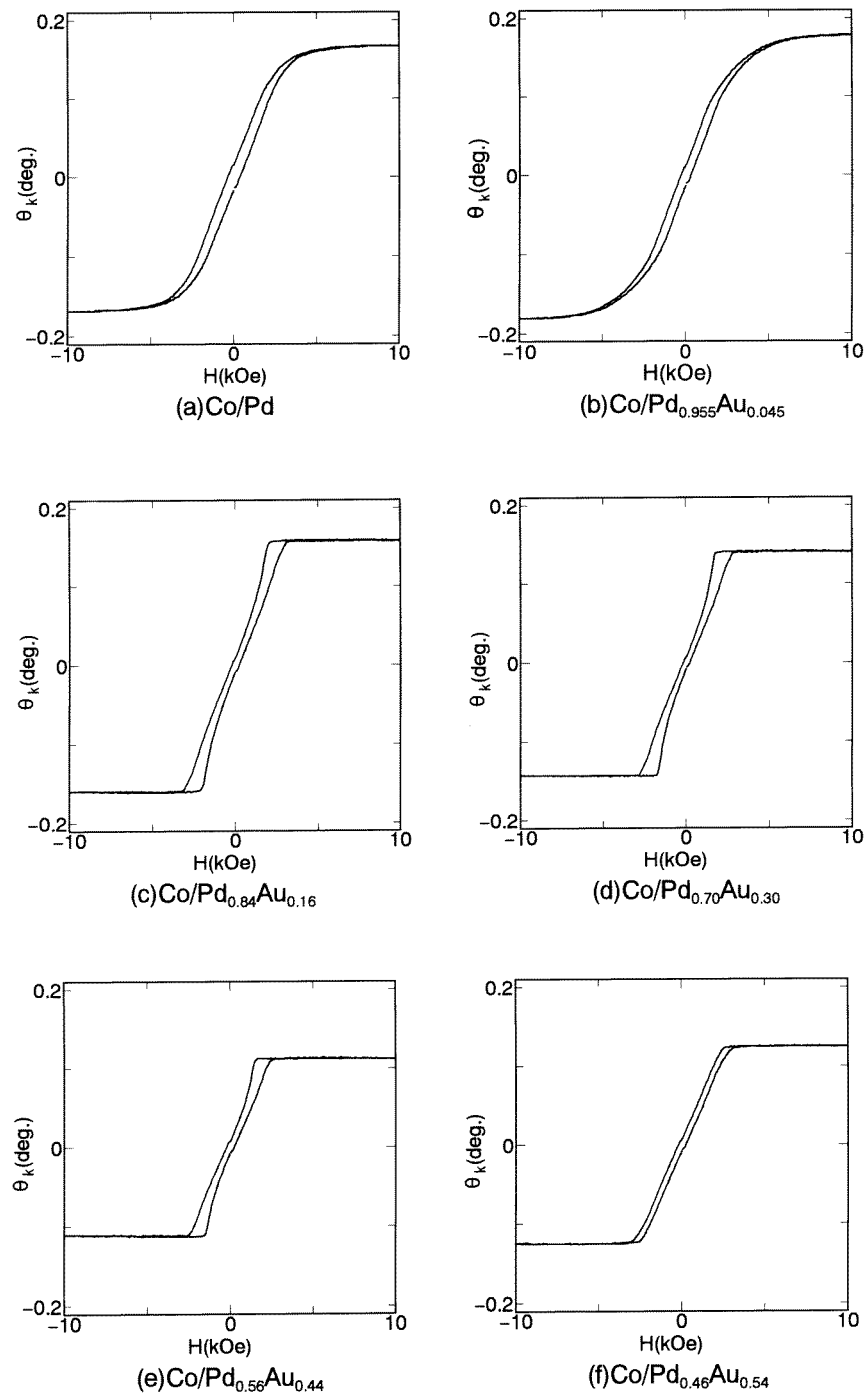 0.2
θk(deg.)
0
−0.2
−10 0 10
H(kOe)
(a)Co/Pd
0.2
θk(deg.)
0
−0.2
−10 0 10
H(kOe)
(b)Co/Pd0.955Au0.045
0.2
θk(deg.)
0
−0.2
−10 0 10
H(kOe)
(c)Co/Pd0.84Au0.16
0.2
θk(deg.)
0
−0.2
−10 0 10
H(kOe)
(d)Co/Pd0.70Au0.30
0.2
θk(deg.)
0
−0.2
−10 0 10
H(kOe)
(e)Co/Pd0.56Au0.44
0.2
θk(deg.)
0
−0.2
−10 0 10
H(kOe)
(f)Co/Pd0.46Au0.54